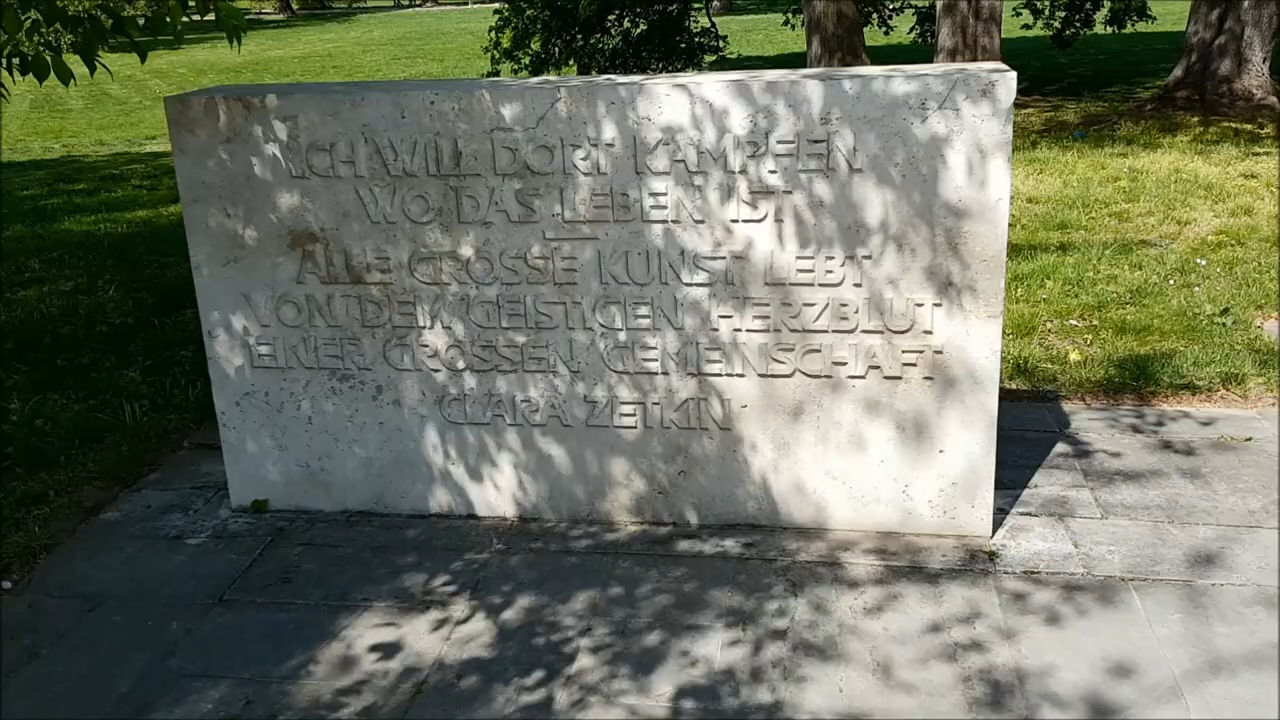 ICH WILL DORT KÄMPFEN
WO DAS LEBEN IST
—
ALLE GROSSE KUNST LEBT
VON DEM GEISTIGEN HERZBLUT
EINER GROSSEN GEMEINSCHAFT
CLARA ZETKIN